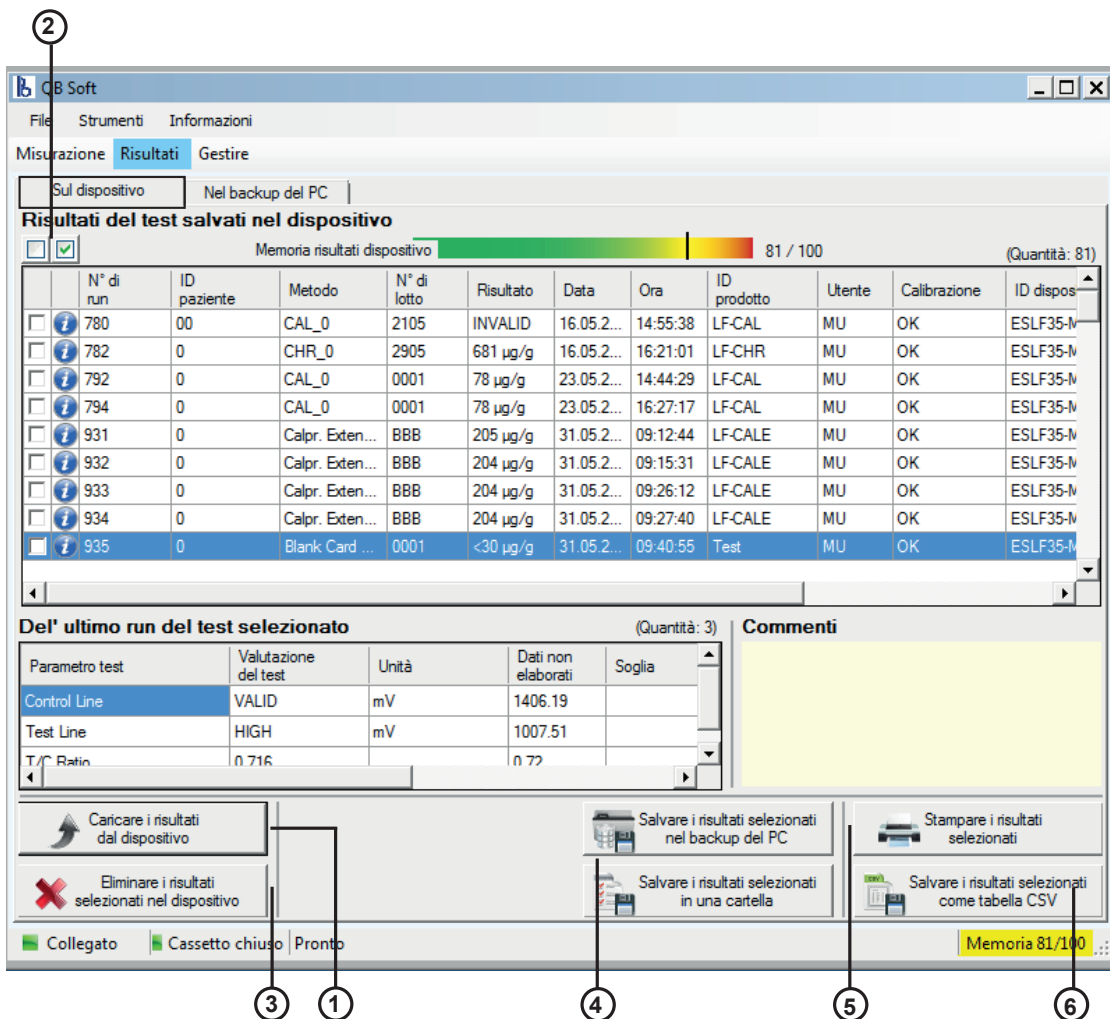 2
QB Soft
File Strumenti Informazioni
Misurazione Risultati Gestire
Sul dispositivo Nel backup del PC
Risultati del test salvati nel dispositivo
Memoria risultati dispositivo 81 / 100 (Quantità: 81)
N° di run ID paziente Metodo N° di lotto Risultato Data Ora ID prodotto Utente Calibrazione ID dispos
780 00 CAL_0 2105 INVALID 16.05.2... 14:55:38 LF-CAL MU OK ESLF35-M
782 0 CHR_0 2905 681 µg/g 16.05.2... 16:21:01 LF-CHR MU OK ESLF35-M
792 0 CAL_0 0001 78 µg/g 23.05.2... 14:44:29 LF-CAL MU OK ESLF35-M
794 0 CAL_0 0001 78 µg/g 23.05.2... 16:27:17 LF-CAL MU OK ESLF35-M
931 0 Calpr. Exten... BBB 205 µg/g 31.05.2... 09:12:44 LF-CALE MU OK ESLF35-M
932 0 Calpr. Exten... BBB 204 µg/g 31.05.2... 09:15:31 LF-CALE MU OK ESLF35-M
933 0 Calpr. Exten... BBB 204 µg/g 31.05.2... 09:26:12 LF-CALE MU OK ESLF35-M
934 0 Calpr. Exten... BBB 204 µg/g 31.05.2... 09:27:40 LF-CALE MU OK ESLF35-M
935 0 Blank Card ... 0001 <30 µg/g 31.05.2... 09:40:55 Test MU OK ESLF35-M
Del' ultimo run del test selezionato (Quantità: 3) Commenti
Parametro test Valutazione del test Unità Dati non elaborati Soglia
Control Line VALID mV 1406.19
Test Line HIGH mV 1007.51
T/C Ratio 0.716 0.72
Caricare i risultati
dal dispositivo
Salvare i risultati selezionati
nel backup del PC
Stampare i risultati
selezionati
Eliminare i risultati
selezionati nel dispositivo
Salvare i risultati selezionati
in una cartella
CSV
Salvare i risultati selezionati
come tabella CSV
Collegato Cassetto chiuso Pronto Memoria 81/100
3 1 4 5 6